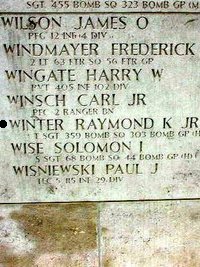 SGT 455 BOMB SQ 323 BOMB GP (M)
WILSON JAMES O
PFC 12 INF 4 DIV
WINDMAYER FREDERICK
2 LT 63 FTR SQ 56 FTR GP
WINGATE HARRY W
PVT 405 INF 102 DIV
WINSCH CARL JR
PFC 2 RANGER BN
WINTER RAYMOND K JR
T SGT 359 BOMB SQ 303 BOMB GP (H)
WISE SOLOMON I
S SGT 68 BOMB SQ 44 BOMB GP (H)
WISNIEWSKI PAUL J
TEC 5 115 INF 29 DIV